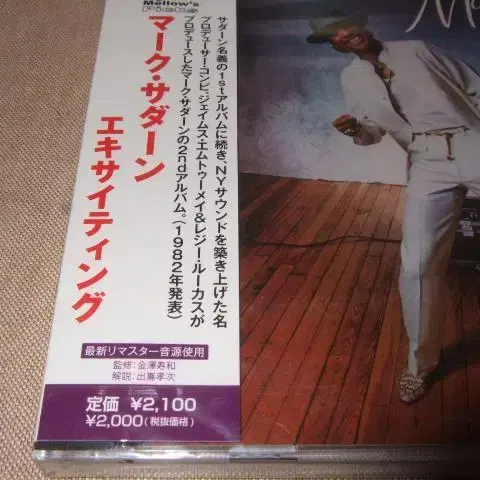 Mellow's
Picks
マーク・サダーン
エキサイティング
サダーン名義の1stアルバムに続き、NYサウンドを築き上げた名
プロデューサー・コンビ、ジェイムス・エムトゥーメイ&レジー・ルーカスが
プロデュースしたマーク・サダーンの2ndアルバム。(1982年発表)
最新リマスター音源使用
監修：金澤寿和
解説：出嶌孝次
定価 ¥2,100
¥2,000(税抜価格)